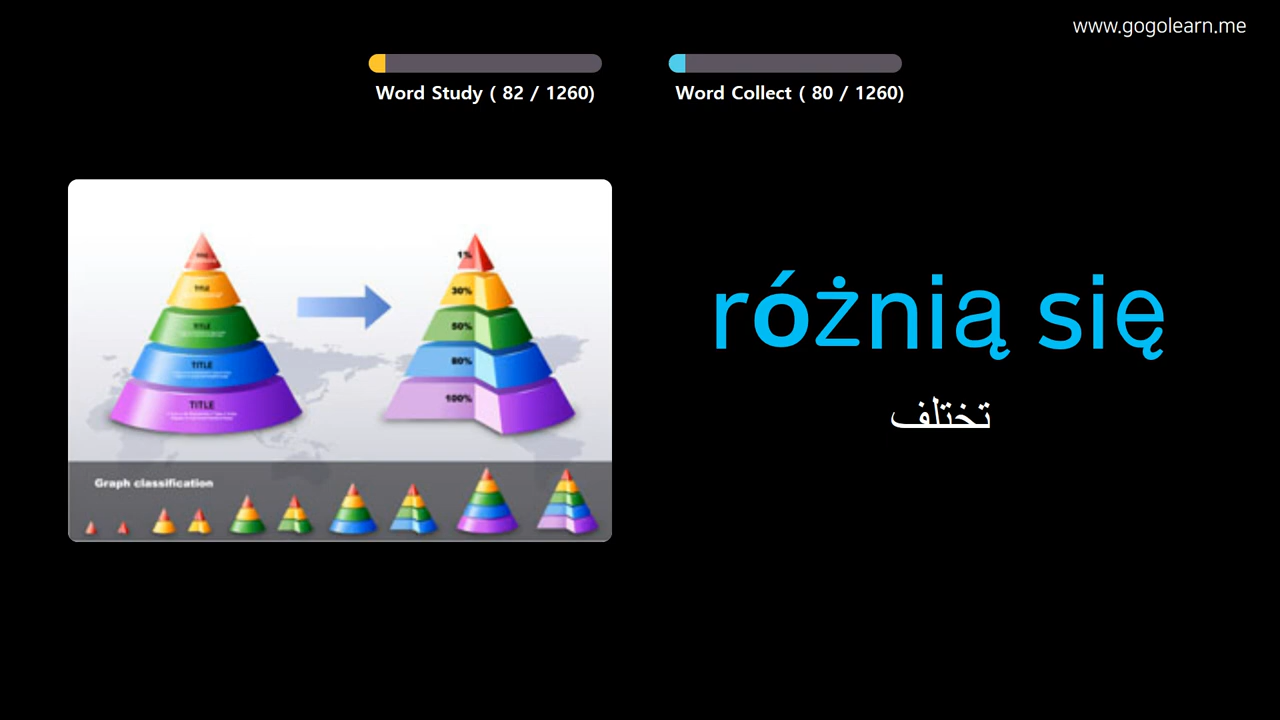 www.gogolearn.me
Word Study ( 82 / 1260)
Word Collect ( 80 / 1260)
TITLE
TITLE
TITLE
TITLE
1%
30%
50%
80%
100%
Graph classification
różnią się
تختلف